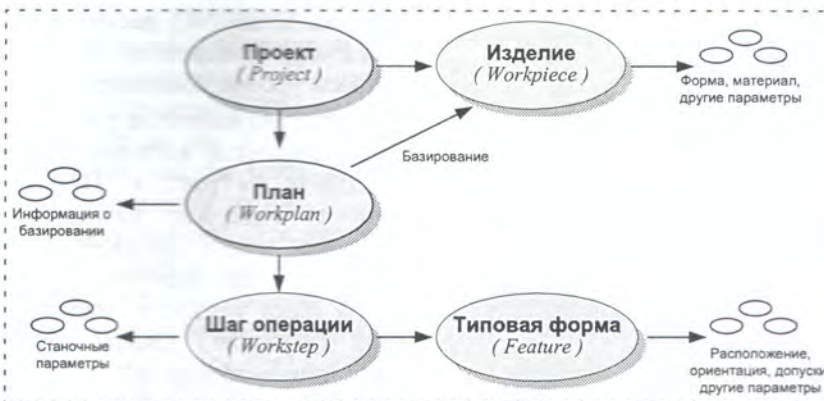 Проект
( Project )
Изделие
( Workpiece )
Форма, материал,
другие параметры
Базирование
План
( Workplan )
Информация о
базировании
Шаг операции
( Workstep )
Типовая форма
( Feature )
Станочные
параметры
Расположение,
ориентация, допуски
другие параметры